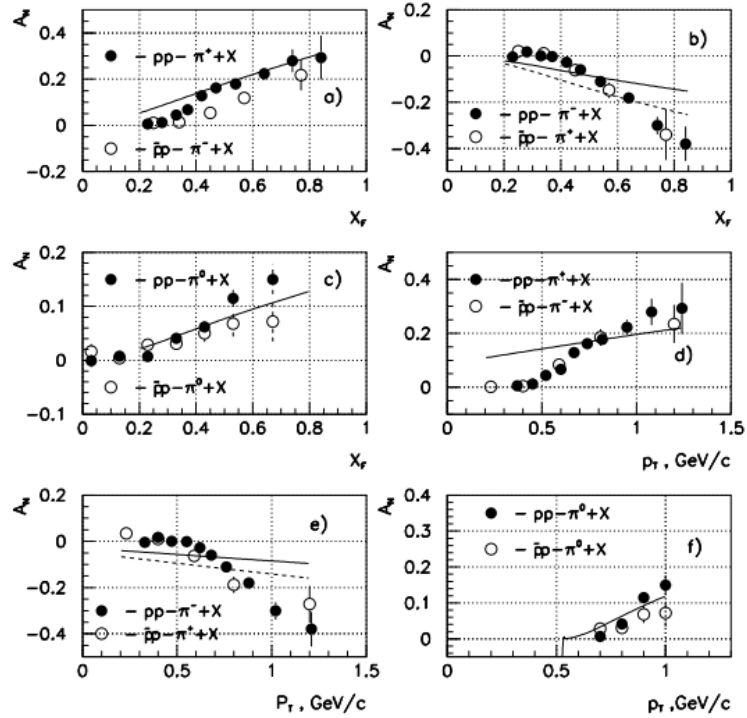 A_N
0.4
0.2
0
−0.2
● - pp-π⁺+X
a)
○ - p̄p-π⁻+X
0 0.2 0.4 0.6 0.8 1
X_F
A_N
0.2
0
−0.2
−0.4
b)
● - pp-π⁻+X
○ - p̄p-π⁺+X
0 0.2 0.4 0.6 0.8 1
X_F
A_N
0.2
0.1
0
−0.1
● - pp-π⁰+X
c)
○ - p̄p-π⁰+X
0 0.2 0.4 0.6 0.8 1
X_F
A_N
0.4
0.2
0
● -pp-π⁺+X
○ - p̄p-π⁻+X
d)
0 0.5 1 1.5
p_T , GeV/c
A_N
0.2
0
−0.2
−0.4
e)
● - pp-π⁻+X
○ - p̄p-π⁺+X
0 0.5 1 1.5
P_T , GeV/c
A_N
0.4
0.3
0.2
0.1
0
● - pp-π⁰+X
○ - p̄p-π⁰+X
f)
0 0.5 1
p_T , GeV/c